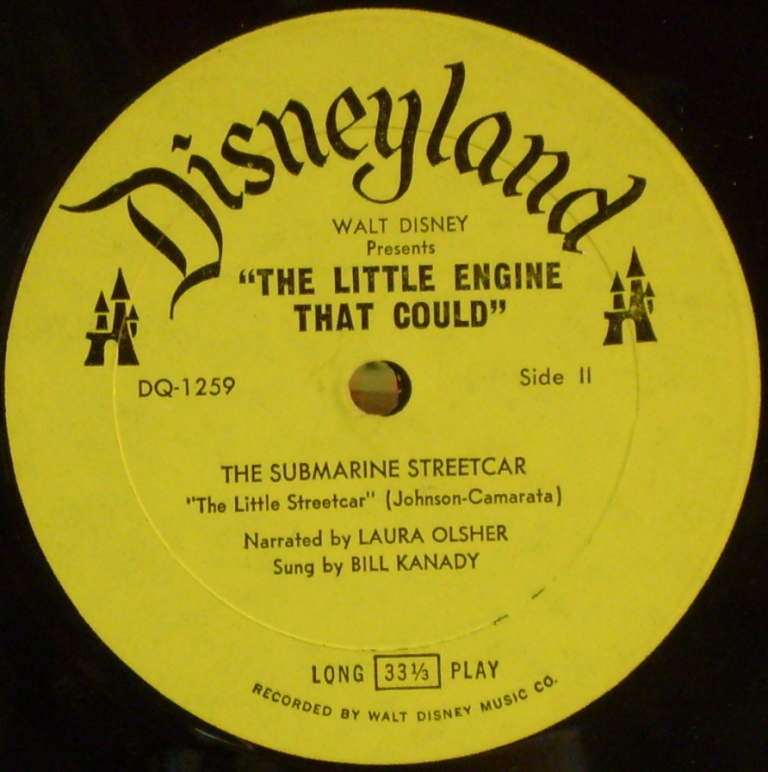 Disneyland
WALT DISNEY
Presents
"THE LITTLE ENGINE
THAT COULD"
DQ-1259
Side II
THE SUBMARINE STREETCAR
"The Little Streetcar" (Johnson-Camarata)
Narrated by LAURA OLSHER
Sung by BILL KANADY
LONG 33⅓ PLAY
RECORDED BY WALT DISNEY MUSIC CO.